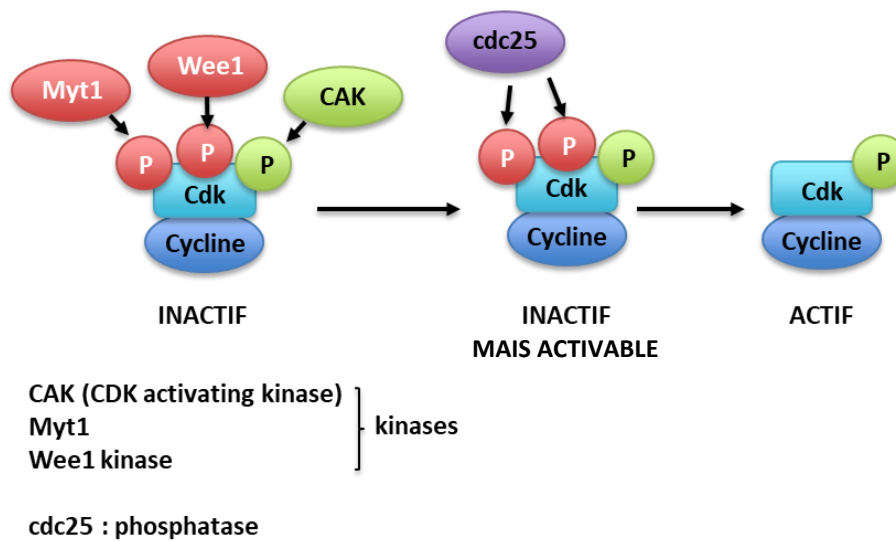 Myt1
Wee1
CAK
P
P
P
Cdk
Cycline
INACTIF
cdc25
P
P
P
Cdk
Cycline
INACTIF
MAIS ACTIVABLE
P
Cdk
Cycline
ACTIF
CAK (CDK activating kinase)
Myt1
Wee1 kinase
kinases
cdc25 : phosphatase